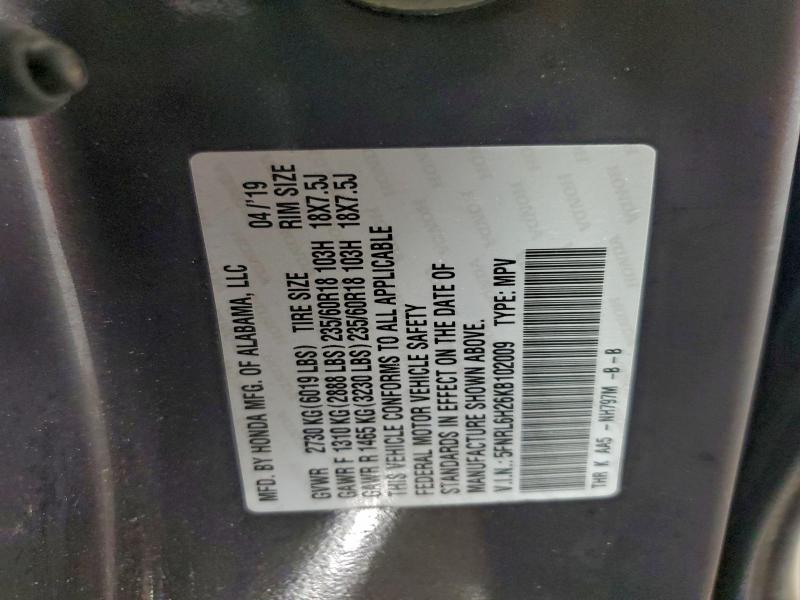 MFD. BY HONDA MFG. OF ALABAMA, LLC 04/'19
GVWR 2730 KG (6019 LBS) TIRE SIZE RIM SIZE
GAWR F 1310 KG (2888 LBS) 235/60R18 103H 18X7.5J
GAWR R 1465 KG (3230 LBS) 235/60R18 103H 18X7.5J
THIS VEHICLE CONFORMS TO ALL APPLICABLE
FEDERAL MOTOR VEHICLE SAFETY
STANDARDS IN EFFECT ON THE DATE OF
MANUFACTURE SHOWN ABOVE.
V.I.N.: 5FNRL6H26KB102009 TYPE: MPV
THR K AA5 -NH797M -B -B